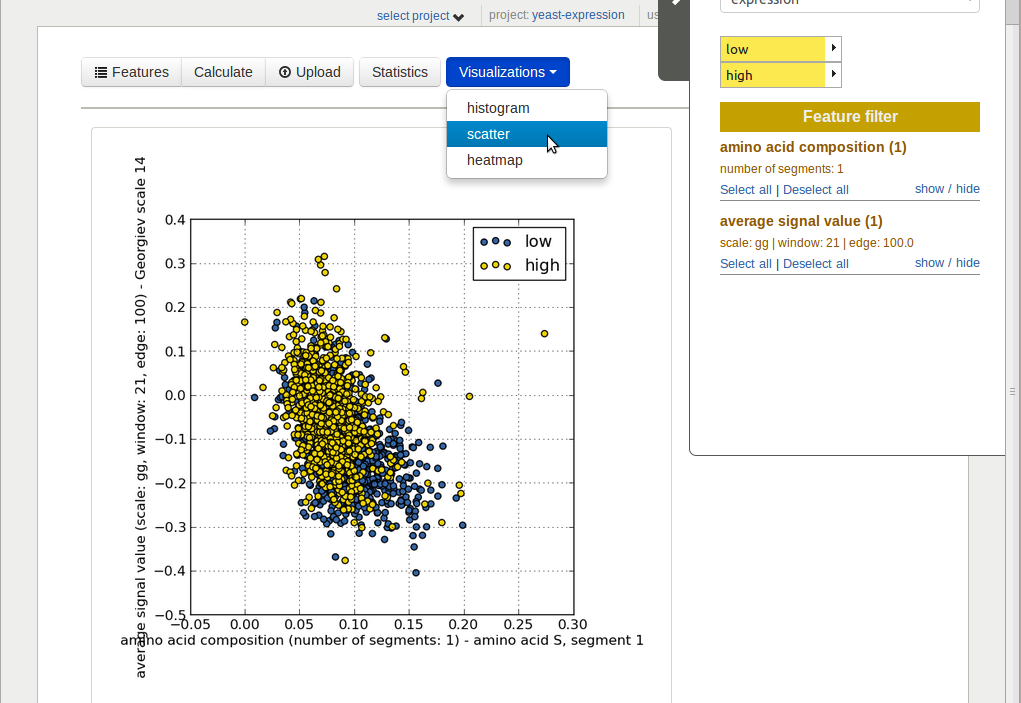 select project
project: yeast-expression
us
expression
Features
Calculate
Upload
Statistics
Visualizations
histogram
scatter
heatmap
low
high
Feature filter
amino acid composition (1)
number of segments: 1
Select all | Deselect all
show / hide
average signal value (1)
scale: gg | window: 21 | edge: 100.0
Select all | Deselect all
show / hide
average signal value (scale: gg, window: 21, edge: 100) - Georgiev scale 14
low
high
0.4
0.3
0.2
0.1
0.0
−0.1
−0.2
−0.3
−0.4
−0.5
−0.05 0.00 0.05 0.10 0.15 0.20 0.25 0.30
amino acid composition (number of segments: 1) - amino acid S, segment 1